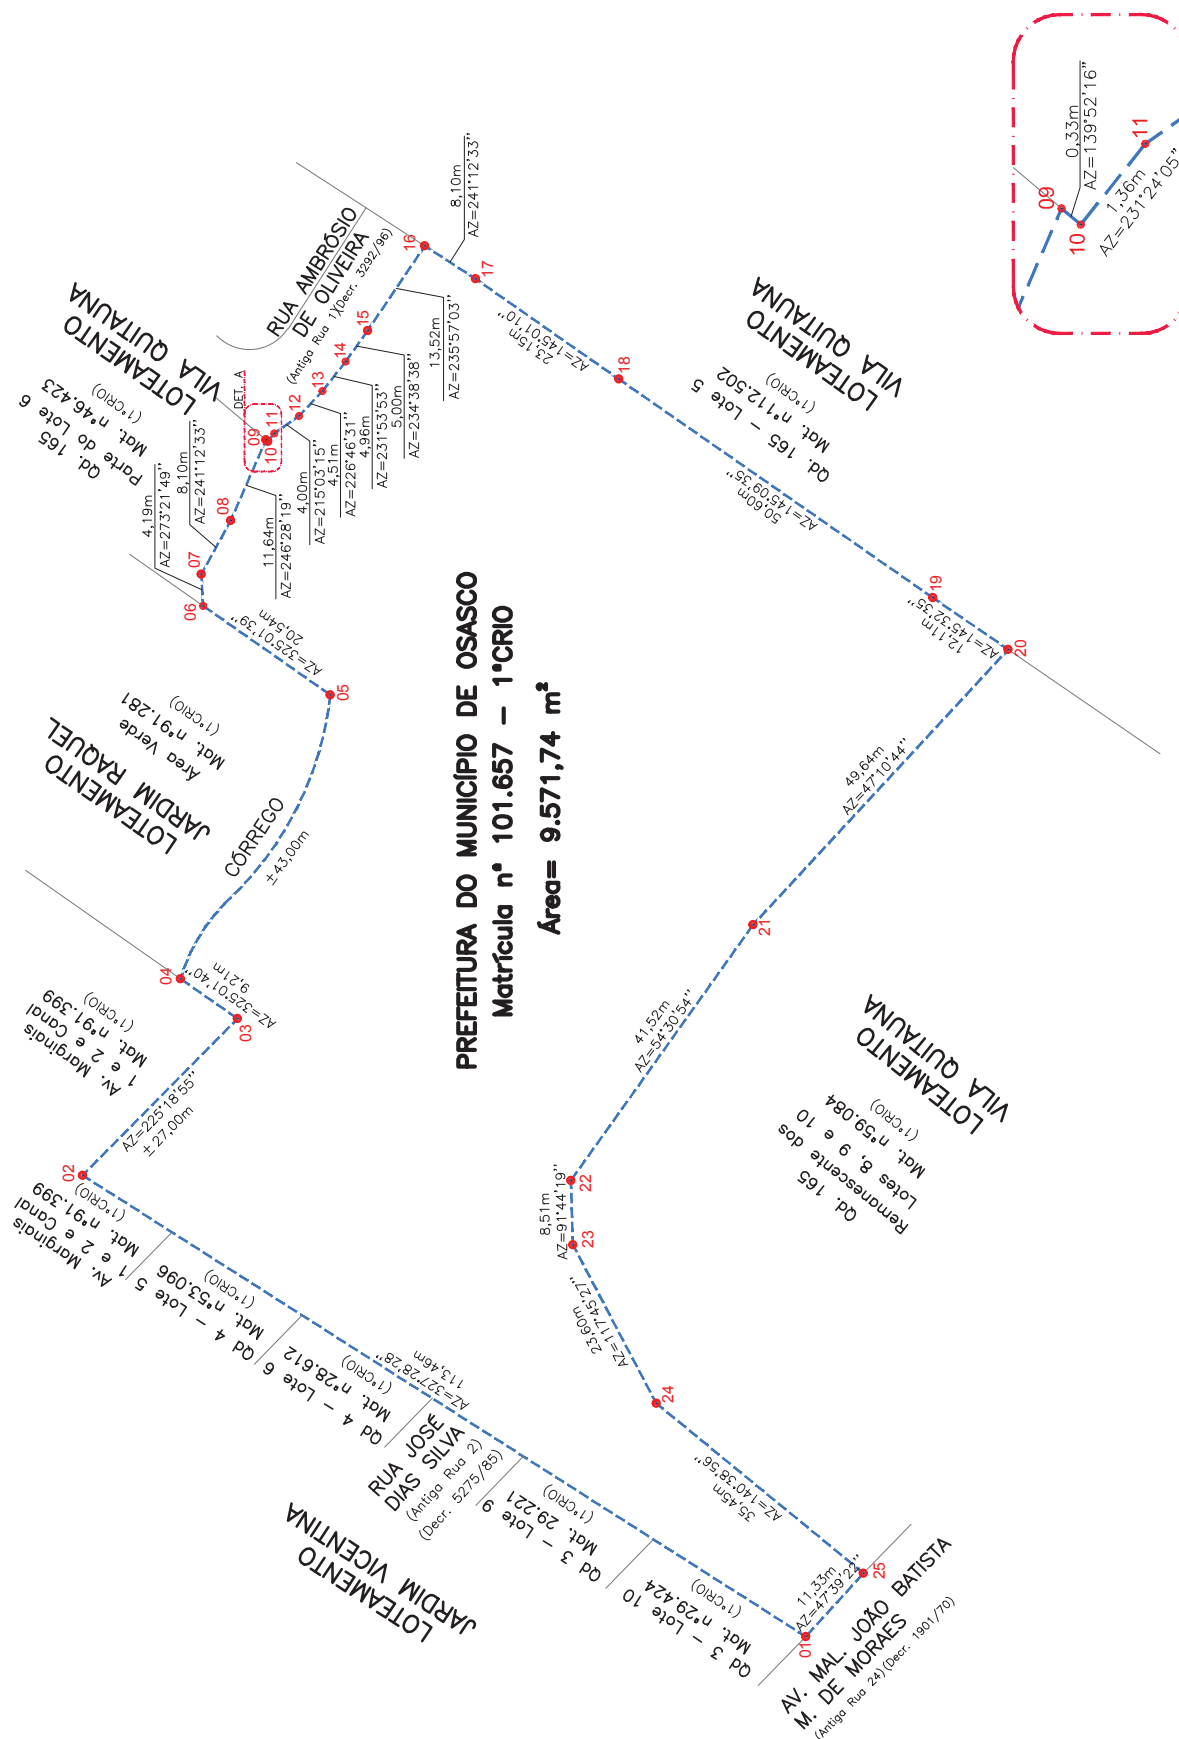 PREFEITURA DO MUNICÍPIO DE OSASCO
Matrícula nº 101.657 – 1ºCRIO
Área= 9.571,74 m²
LOTEAMENTO
JARDIM VICENTINA
LOTEAMENTO
JARDIM RAQUEL
Área Verde
Mat. nº91.281
(1ºCRIO)
LOTEAMENTO
VILA QUITAUNA
Qd. 165
Parte do Lote 6
Mat. nº46.423
(1ºCRIO)
RUA AMBRÓSIO
DE OLIVEIRA
(Antiga Rua 1)(Decr. 3292/96)
LOTEAMENTO
VILA QUITAUNA
Qd. 165 – Lote 5
Mat. nº112.502
(1ºCRIO)
LOTEAMENTO
VILA QUITAUNA
Qd. 165
Remanescente dos
Lotes 8, 9 e 10
Mat. nº59.084
(1ºCRIO)
AV. MAL. JOÃO BATISTA
M. DE MORAES
(Antiga Rua 24)(Decr. 1901/70)
Qd 3 – Lote 10
Mat. nº29.424
(1ºCRIO)
Qd 3 – Lote 9
Mat. 29.221
(1ºCRIO)
RUA JOSÉ
DIAS SILVA
(Antiga Rua 2)
(Decr. 5275/85)
Qd 4 – Lote 6
Mat. nº28.612
(1ºCRIO)
Qd 4 – Lote 5
Mat. nº53.096
(1ºCRIO)
Av. Marginais
1 e 2 e Canal
Mat. nº91.399
(1ºCRIO)
Av. Marginais
1 e 2 e Canal
Mat. nº91.399
(1ºCRIO)
CÓRREGO
±43,00m
01
AZ=327°28'28"
113,46m
02
AZ=225°18'55"
±27,00m
03
AZ=325°01'40"
9,21m
04
05
AZ=325°01'39"
20,54m
06
4,19m
AZ=273°21'49"
07
8,10m
AZ=241°12'33"
08
11,64m
AZ=246°28'19"
09
10
11
DET. A
4,00m
AZ=215°03'15"
12
4,51m
AZ=226°46'31"
13
4,96m
AZ=231°53'53"
14
5,00m
AZ=234°38'38"
15
13,52m
AZ=235°57'03"
16
8,10m
AZ=241°12'33"
17
23,15m
AZ=145°01'10"
18
50,60m
AZ=145°09'35"
19
12,11m
AZ=145°32'35"
20
49,64m
AZ=47°10'44"
21
41,52m
AZ=54°30'54"
22
8,51m
AZ=91°44'19"
23
23,60m
AZ=117°45'27"
24
35,45m
AZ=140°38'56"
25
11,33m
AZ=47°39'22"
09
0,33m
AZ=139°52'16"
10
1,36m
AZ=231°24'05"
11